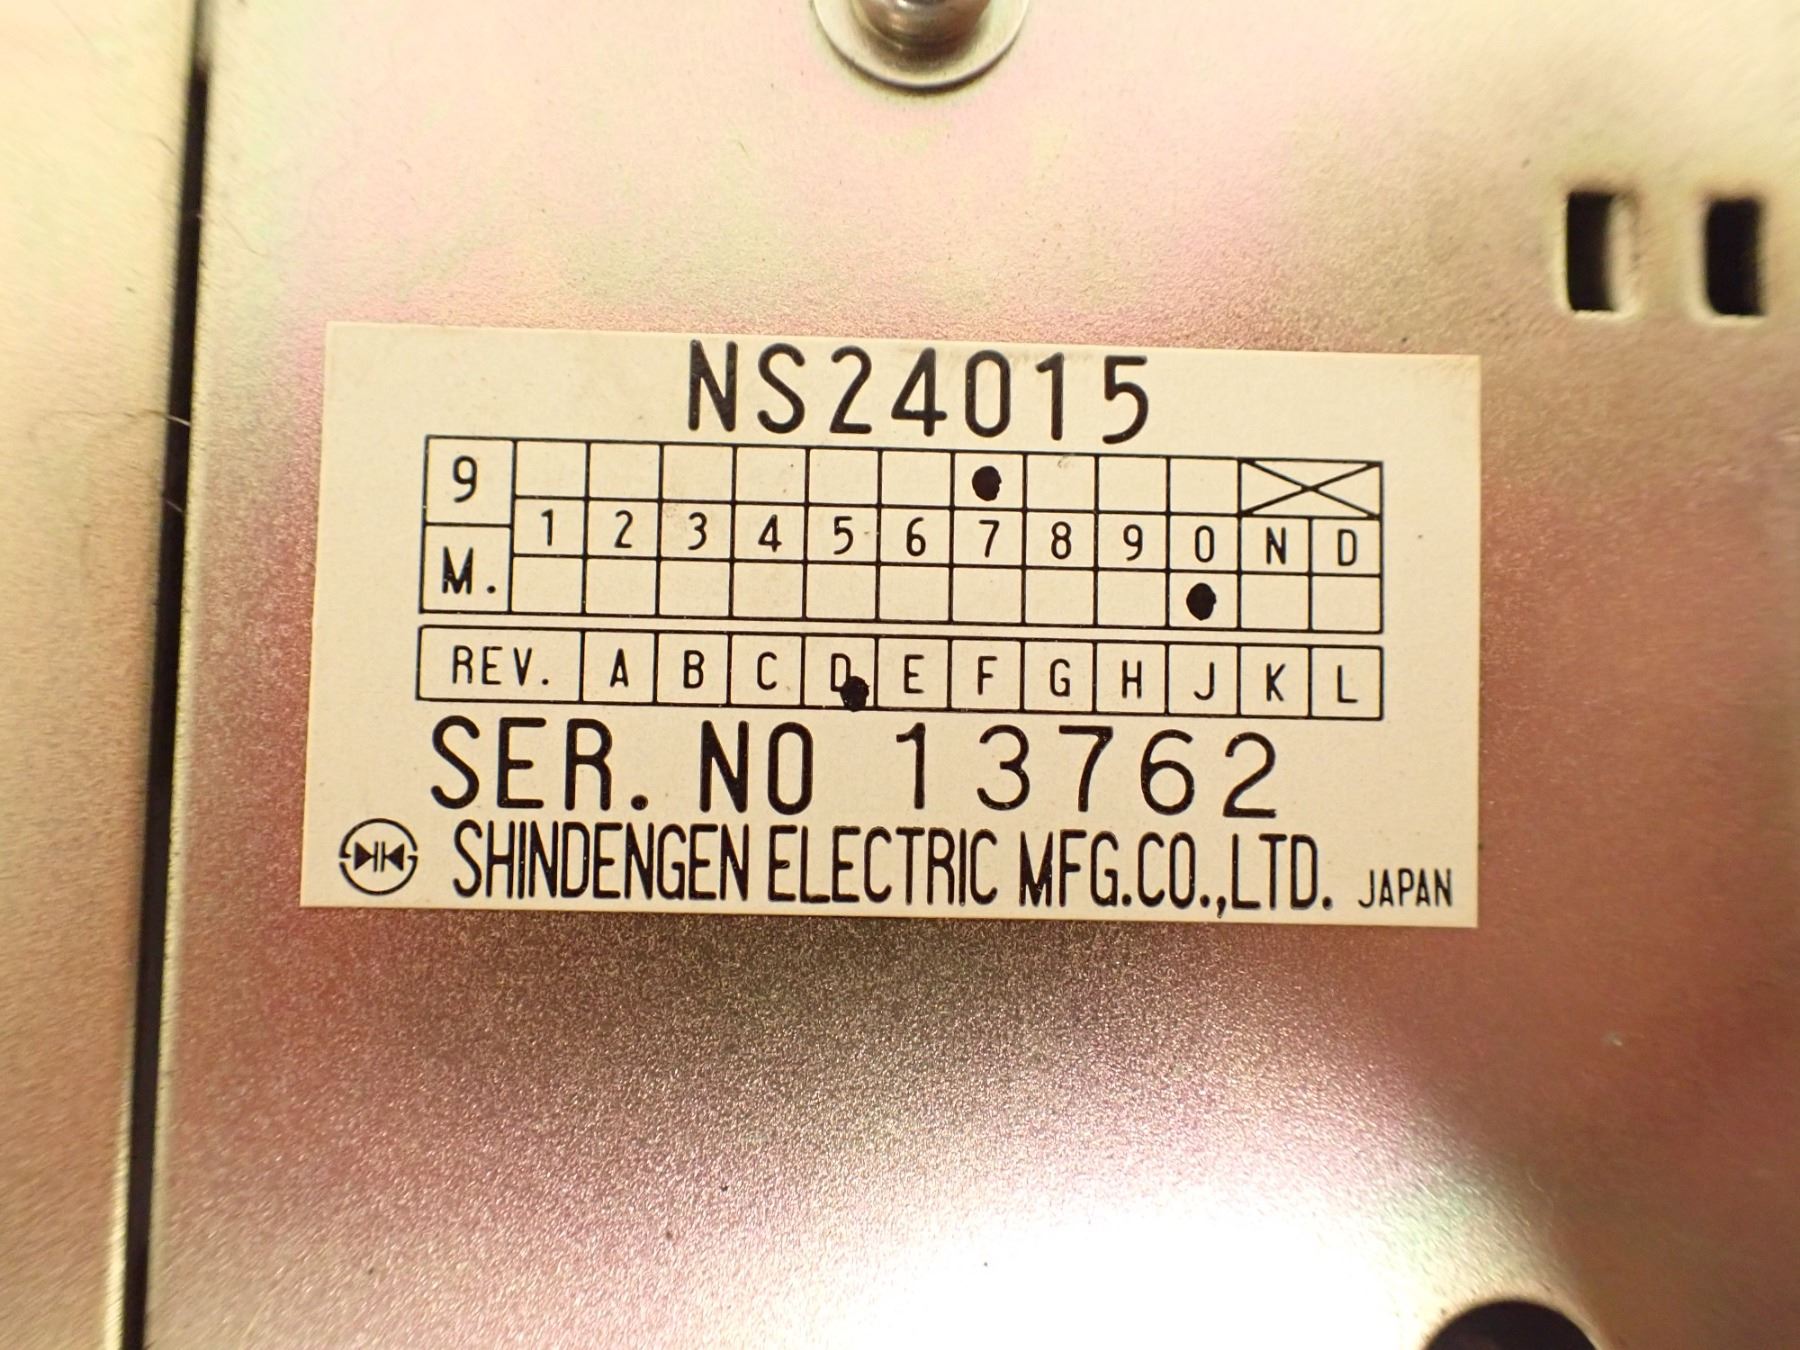 NS24015
9
1 2 3 4 5 6 7 8 9 0 N D
M.
REV. A B C D E F G H J K L
SER. NO 13762
SHINDENGEN ELECTRIC MFG.CO.,LTD. JAPAN